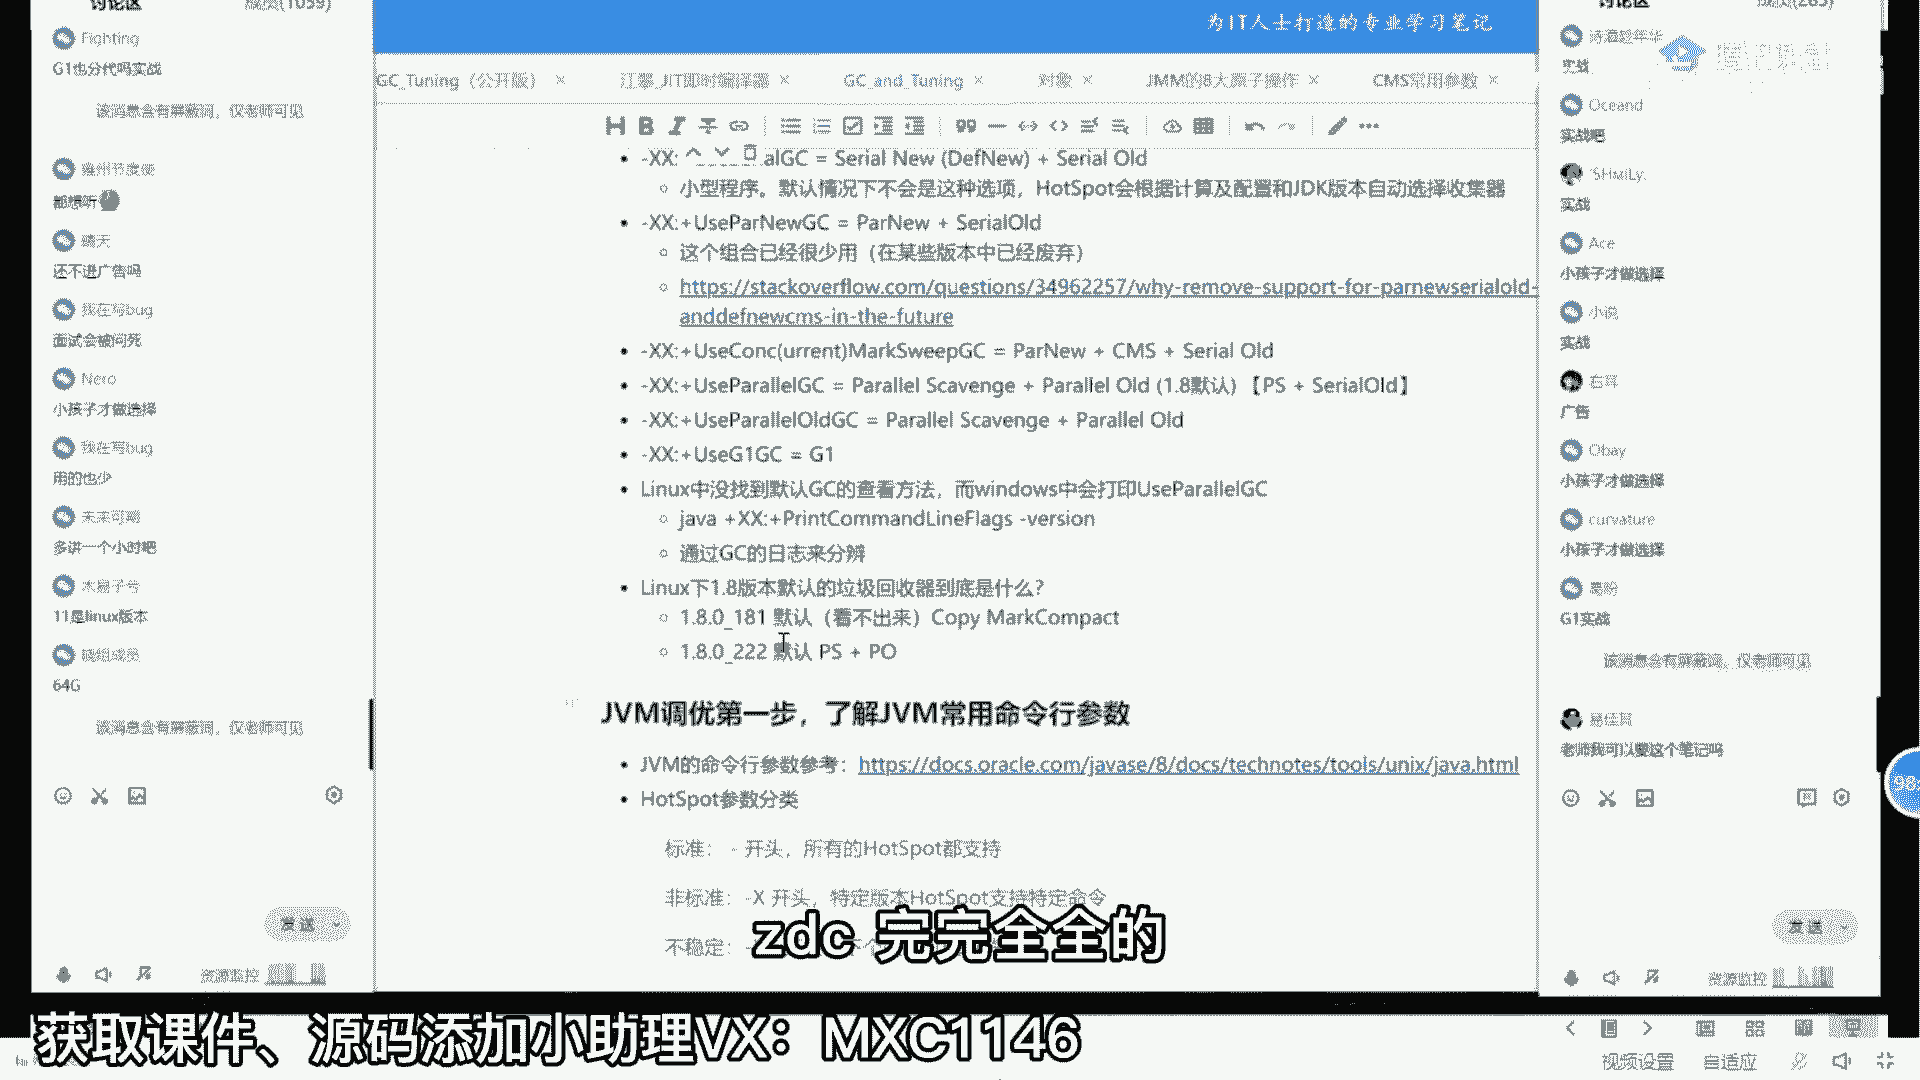 讨论区 成员(1059)
Fighting
G1也分代吗实战
该消息含有屏蔽词，仅老师可见
雍州节度使
都想听
晴天
还不进广告吗
我在写bug
面试会被问死
Nero
小孩子才做选择
我在写bug
用的也少
未来可期
多讲一个小时吧
木易子兮
11是linux版本
晓组成员
64G
该消息含有屏蔽词，仅老师可见
发送
资源监控
为IT人士打造的专业学习笔记
GC_Tuning（公开版） × 江翠_JIT即时编译器 × GC_and_Tuning × 对象 × JMM的8大原子操作 × CMS常用参数 ×
-XX: alGC = Serial New (DefNew) + Serial Old
小型程序。默认情况下不会是这种选项，HotSpot会根据计算及配置和JDK版本自动选择收集器
-XX:+UseParNewGC = ParNew + SerialOld
这个组合已经很少用（在某些版本中已经废弃）
https://stackoverflow.com/questions/34962257/why-remove-support-for-parnewserialold-
anddefnewcms-in-the-future
-XX:+UseConc(urrent)MarkSweepGC = ParNew + CMS + Serial Old
-XX:+UseParallelGC = Parallel Scavenge + Parallel Old (1.8默认) 【PS + SerialOld】
-XX:+UseParallelOldGC = Parallel Scavenge + Parallel Old
-XX:+UseG1GC = G1
Linux中没找到默认GC的查看方法，而windows中会打印UseParallelGC
java +XX:+PrintCommandLineFlags -version
通过GC的日志来分辨
Linux下1.8版本默认的垃圾回收器到底是什么？
1.8.0_181 默认（看不出来）Copy MarkCompact
1.8.0_222 默认 PS + PO
JVM调优第一步，了解JVM常用命令行参数
JVM的命令行参数参考：https://docs.oracle.com/javase/8/docs/technotes/tools/unix/java.html
HotSpot参数分类
标准： - 开头，所有的HotSpot都支持
非标准：-X 开头，特定版本HotSpot支持特定命令
不稳定：
zdc 完完全全的
讨论区 成员(283)
诗酒趁年华
实战
Oceand
实战吧
SHmiLy.
实战
Ace
小孩子才做选择
小说
实战
右耳
广告
Obay
小孩子才做选择
curvature
小孩子才做选择
G1实战
该消息含有屏蔽词，仅老师可见
老师我可以要这个笔记吗
发送
资源监控
98
获取课件、源码添加小助理VX：MXC1146
视频设置 自适应